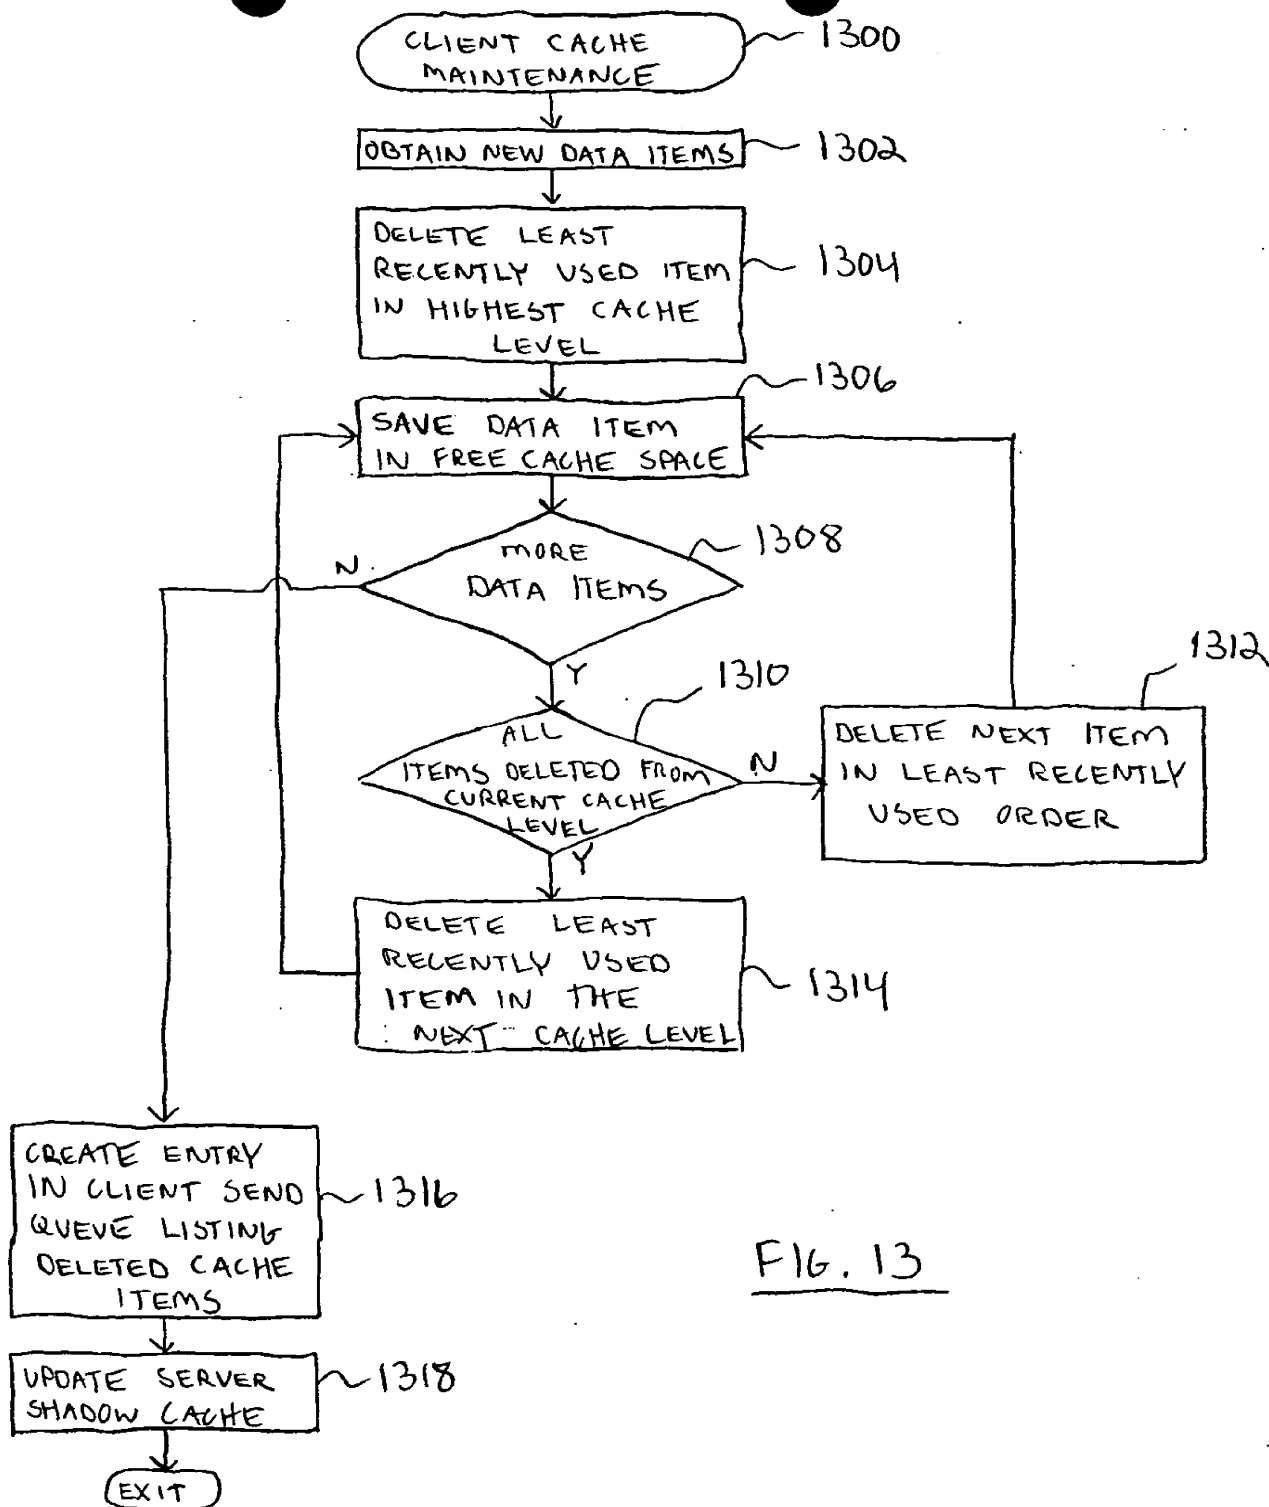 CLIENT CACHE
MAINTENANCE
1300
OBTAIN NEW DATA ITEMS
1302
DELETE LEAST
RECENTLY USED ITEM
IN HIGHEST CACHE
LEVEL
1304
1306
SAVE DATA ITEM
IN FREE CACHE SPACE
1308
MORE
DATA ITEMS
N
Y
1310
ALL
ITEMS DELETED FROM
CURRENT CACHE
LEVEL
N
Y
1312
DELETE NEXT ITEM
IN LEAST RECENTLY
USED ORDER
DELETE LEAST
RECENTLY USED
ITEM IN THE
NEXT CACHE LEVEL
1314
CREATE ENTRY
IN CLIENT SEND
QUEUE LISTING
DELETED CACHE
ITEMS
1316
FIG. 13
UPDATE SERVER
SHADOW CACHE
1318
EXIT